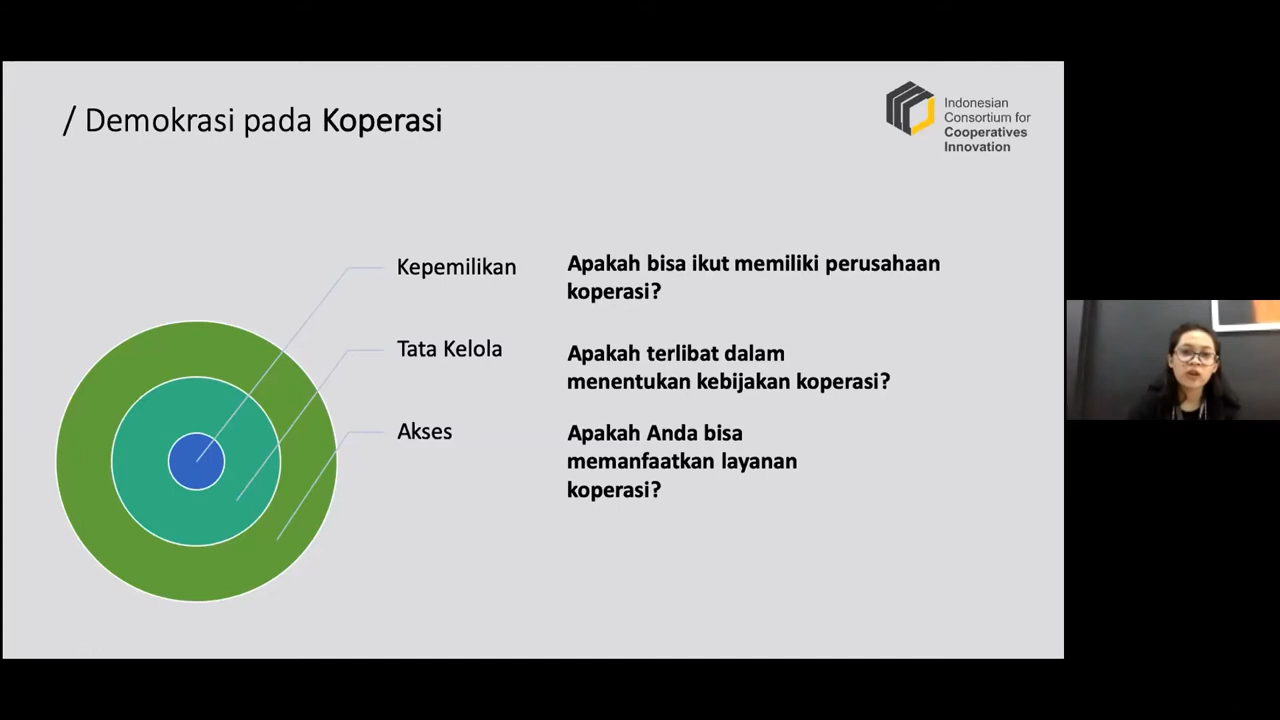 / Demokrasi pada Koperasi
Indonesian
Consortium for
Cooperatives
Innovation
Kepemilikan
Apakah bisa ikut memiliki perusahaan
koperasi?
Tata Kelola
Apakah terlibat dalam
menentukan kebijakan koperasi?
Akses
Apakah Anda bisa
memanfaatkan layanan
koperasi?